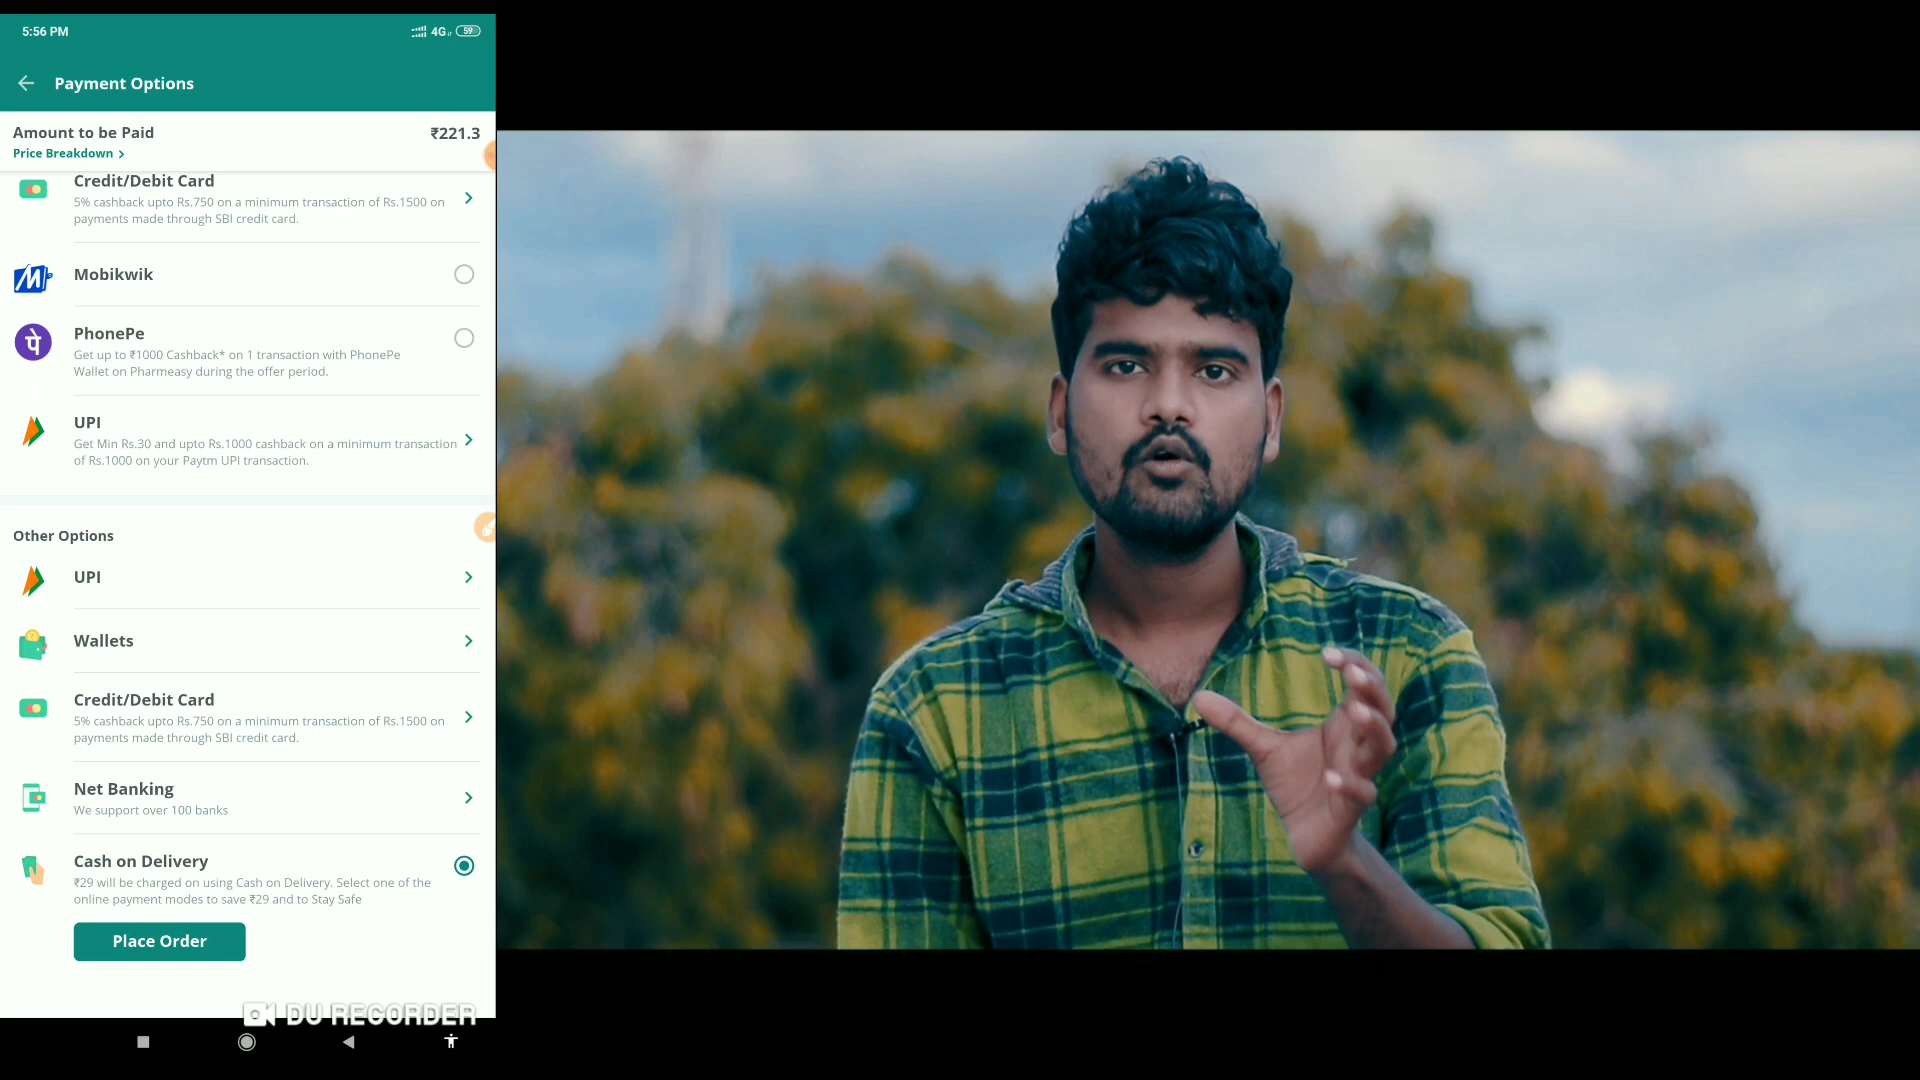 5:56 PM
4G
59
Payment Options
Amount to be Paid
₹221.3
Price Breakdown >
Credit/Debit Card
5% cashback upto Rs.750 on a minimum transaction of Rs.1500 on
payments made through SBI credit card.
Mobikwik
PhonePe
Get up to ₹1000 Cashback* on 1 transaction with PhonePe
Wallet on Pharmeasy during the offer period.
UPI
Get Min Rs.30 and upto Rs.1000 cashback on a minimum transaction
of Rs.1000 on your Paytm UPI transaction.
Other Options
UPI
Wallets
Credit/Debit Card
5% cashback upto Rs.750 on a minimum transaction of Rs.1500 on
payments made through SBI credit card.
Net Banking
We support over 100 banks
Cash on Delivery
₹29 will be charged on using Cash on Delivery. Select one of the
online payment modes to save ₹29 and to Stay Safe
Place Order
DU RECORDER